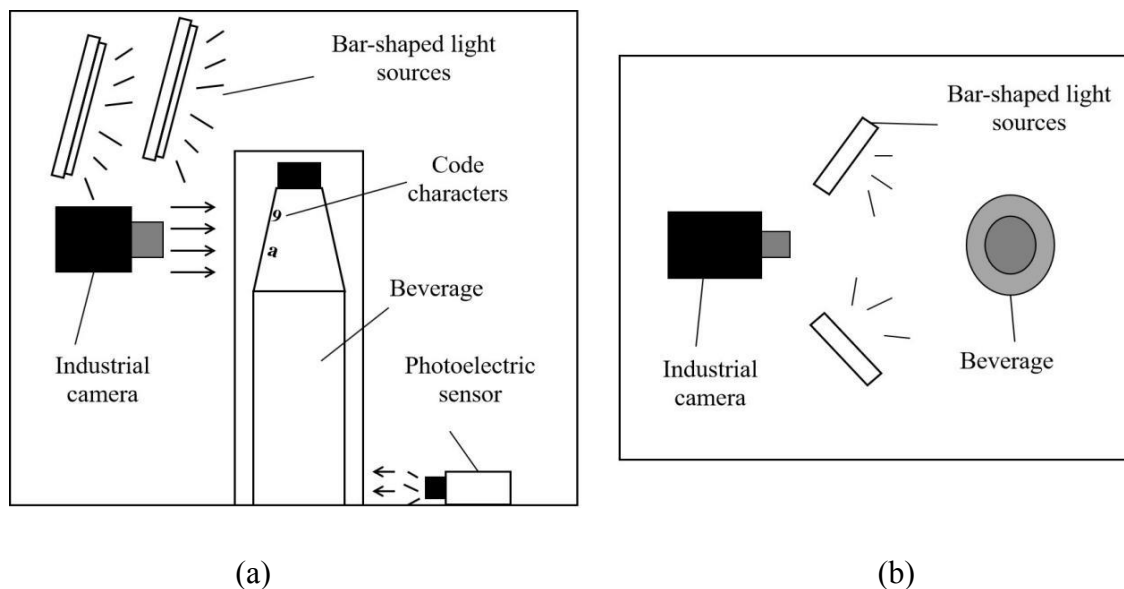 Bar-shaped light
sources
Code
characters
9
a
Beverage
Industrial
camera
Photoelectric
sensor
(a)
Bar-shaped light
sources
Industrial
camera
Beverage
(b)